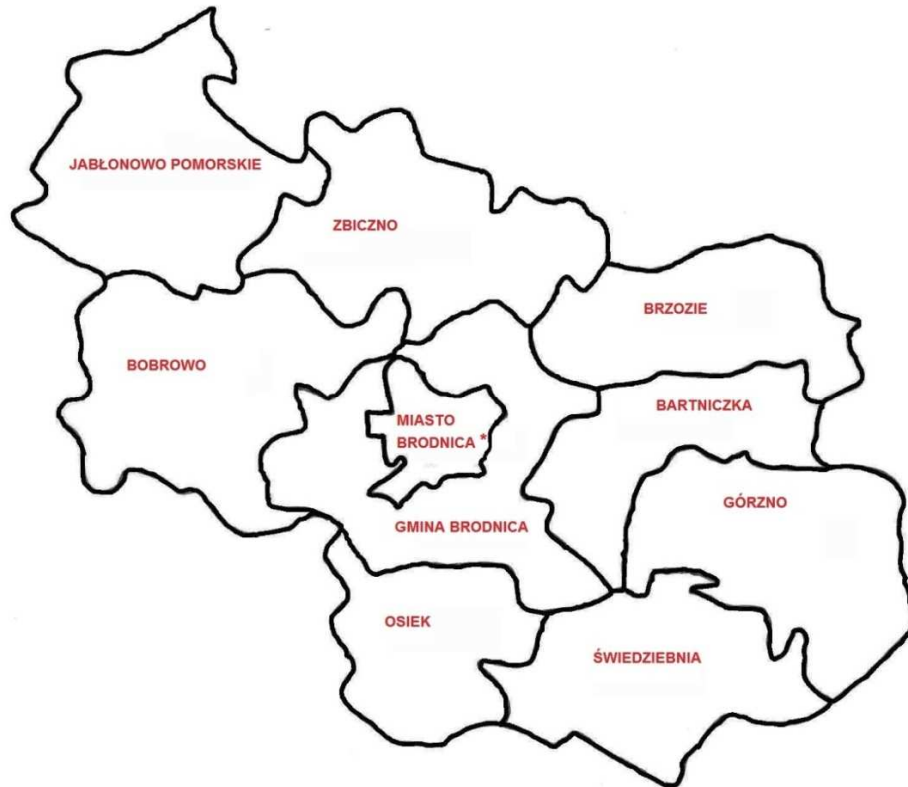 JABŁONOWO POMORSKIE
ZBICZNO
BRZOZIE
BOBROWO
BARTNICZKA
MIASTO
BRODNICA *
GÓRZNO
GMINA BRODNICA
OSIEK
ŚWIEDZIEBNIA